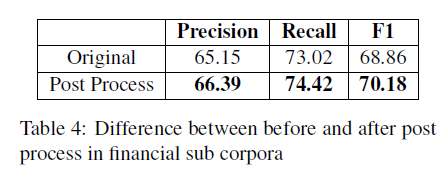 Precision Recall F1
Original 65.15 73.02 68.86
Post Process 66.39 74.42 70.18
Table 4: Difference between before and after post
process in financial sub corpora